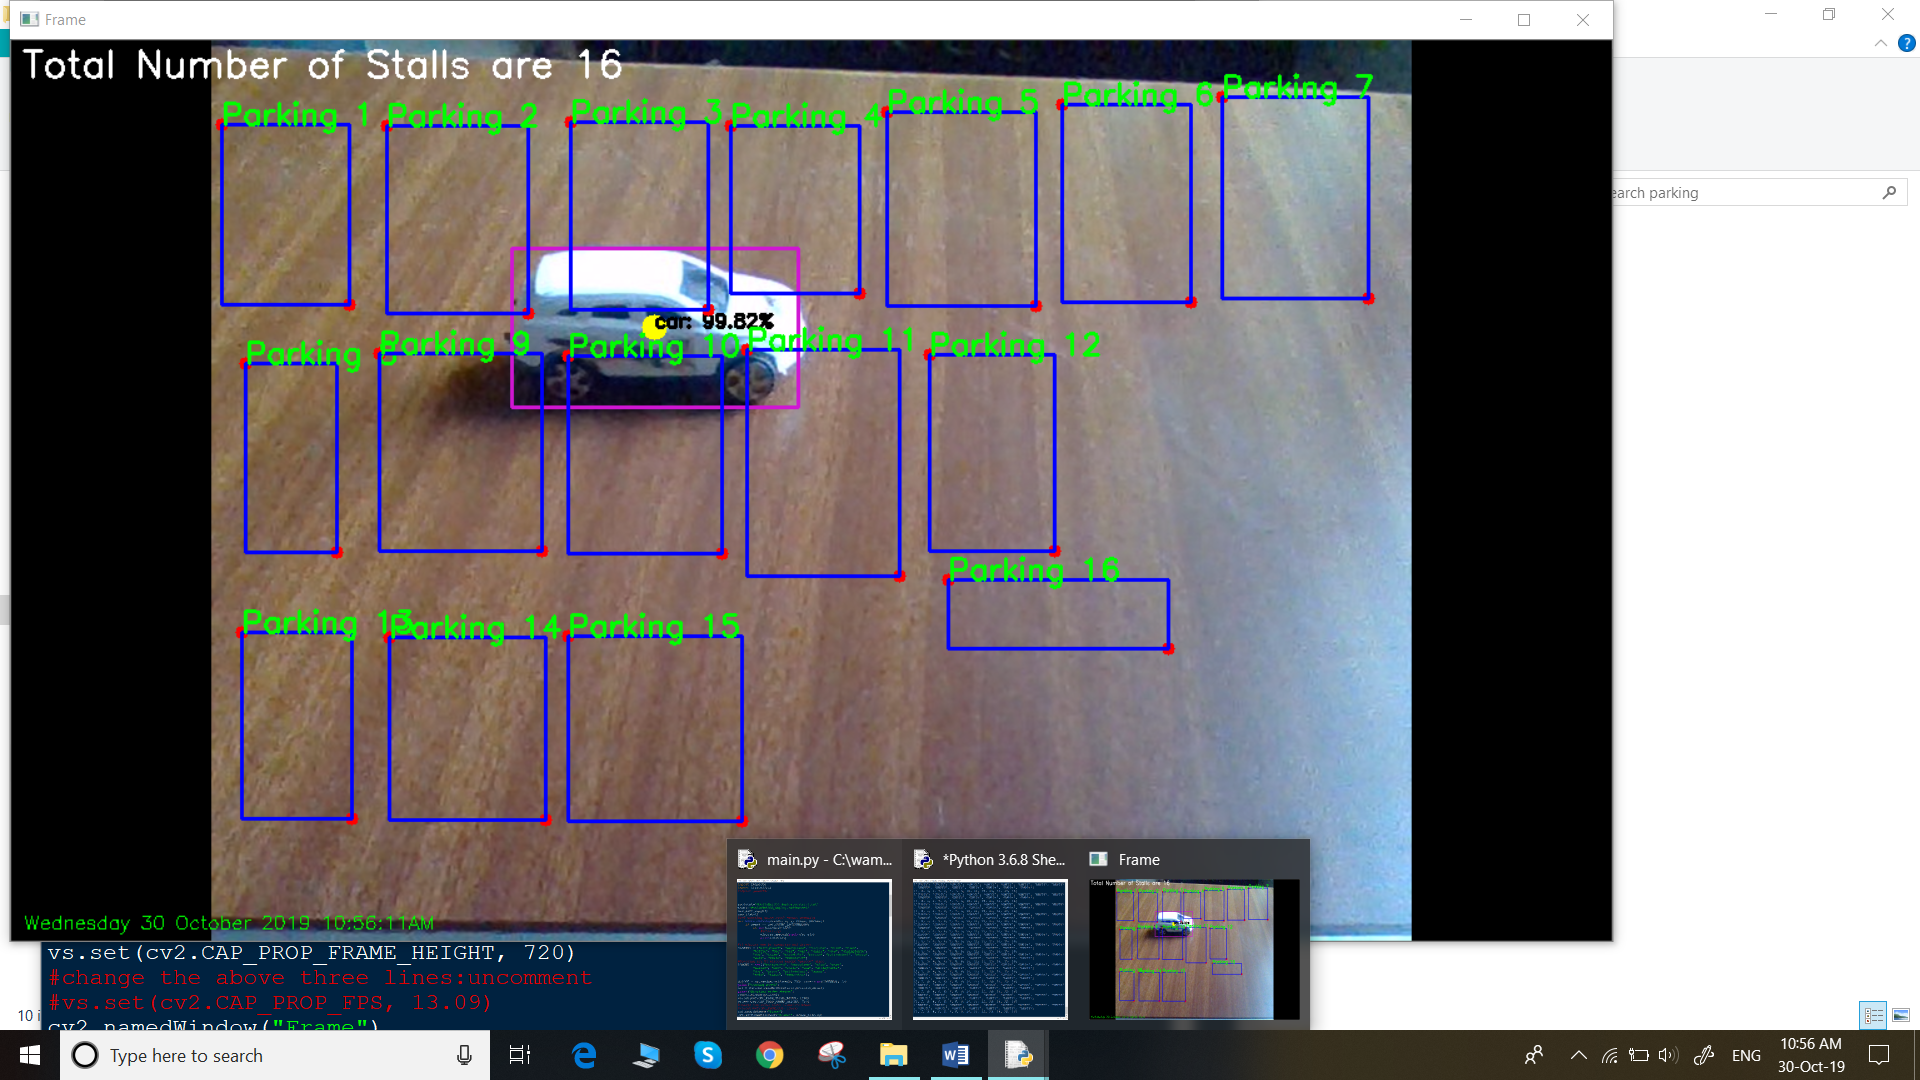 Frame
Total Number of Stalls are 16
Parking 1
Parking 2
Parking 3
Parking 4
Parking 5
Parking 6
Parking 7
earch parking
car: 99.82%
Parking
Parking 9
Parking 10
Parking 11
Parking 12
Parking 16
Parking 13
Parking 14
Parking 15
Wednesday 30 October 2019 10:56:11AM
vs.set(cv2.CAP_PROP_FRAME_HEIGHT, 720)
#change the above three lines:uncomment
#vs.set(cv2.CAP_PROP_FPS, 13.09)
cv2.namedWindow("Frame")
10 i
main.py - C:\wam...
*Python 3.6.8 She...
Frame
Type here to search
ENG
10:56 AM
30-Oct-19